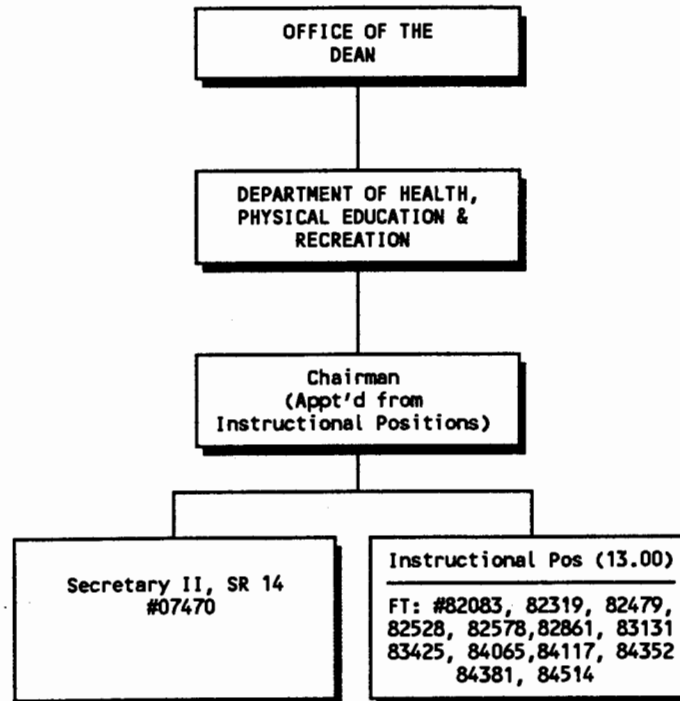 OFFICE OF THE
DEAN
DEPARTMENT OF HEALTH,
PHYSICAL EDUCATION &
RECREATION
Chairman
(Appt'd from
Instructional Positions)
Secretary II, SR 14
#07470
Instructional Pos (13.00)
FT: #82083, 82319, 82479,
82528, 82578,82861, 83131
83425, 84065,84117, 84352
84381, 84514